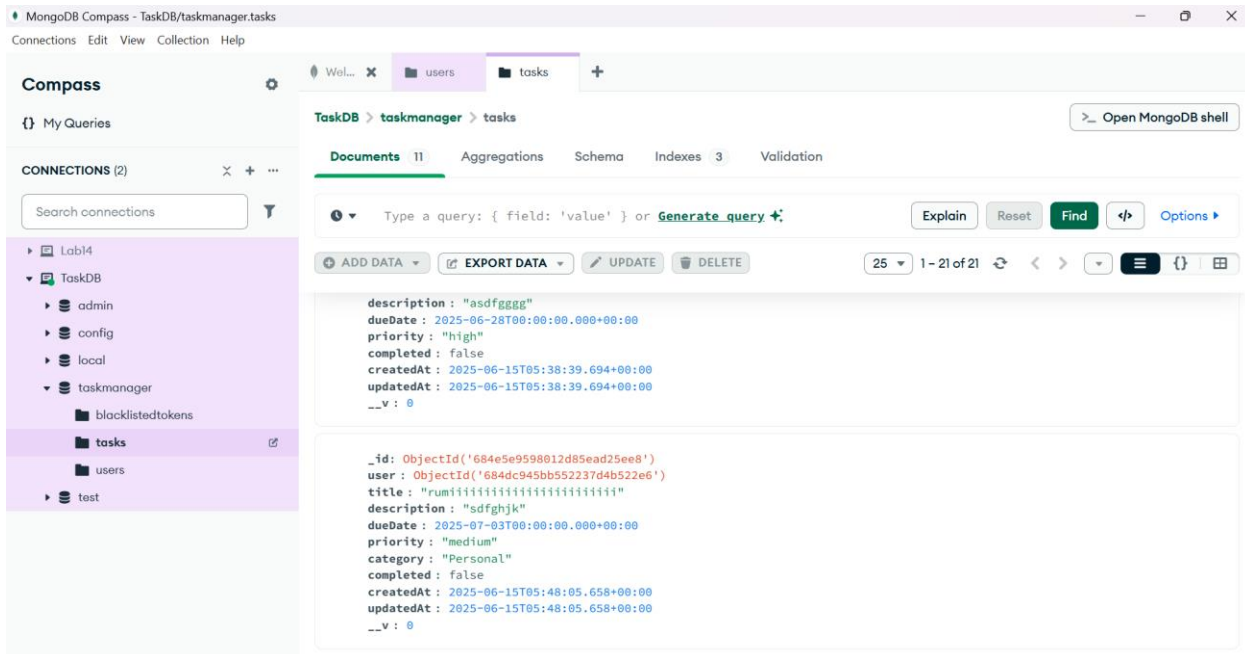 MongoDB Compass - TaskDB/taskmanager.tasks
Connections Edit View Collection Help
Compass
{} My Queries
CONNECTIONS (2)
Search connections
Lab14
TaskDB
admin
config
local
taskmanager
blacklistedtokens
tasks
users
test
Wel...
users
tasks
TaskDB > taskmanager > tasks
>_ Open MongoDB shell
Documents 11 Aggregations Schema Indexes 3 Validation
Type a query: { field: 'value' } or Generate query
Explain Reset Find </> Options
ADD DATA EXPORT DATA UPDATE DELETE
25 1 – 21 of 21 {}
description : "asdfgggg"
dueDate : 2025-06-28T00:00:00.000+00:00
priority : "high"
completed : false
createdAt : 2025-06-15T05:38:39.694+00:00
updatedAt : 2025-06-15T05:38:39.694+00:00
__v : 0
_id: ObjectId('684e5e9598012d85ead25ee8')
user : ObjectId('684dc945bb552237d4b522e6')
title : "rumiiiiiiiiiiiiiiiiiiiiiiiii"
description : "sdfghjk"
dueDate : 2025-07-03T00:00:00.000+00:00
priority : "medium"
category : "Personal"
completed : false
createdAt : 2025-06-15T05:48:05.658+00:00
updatedAt : 2025-06-15T05:48:05.658+00:00
__v : 0